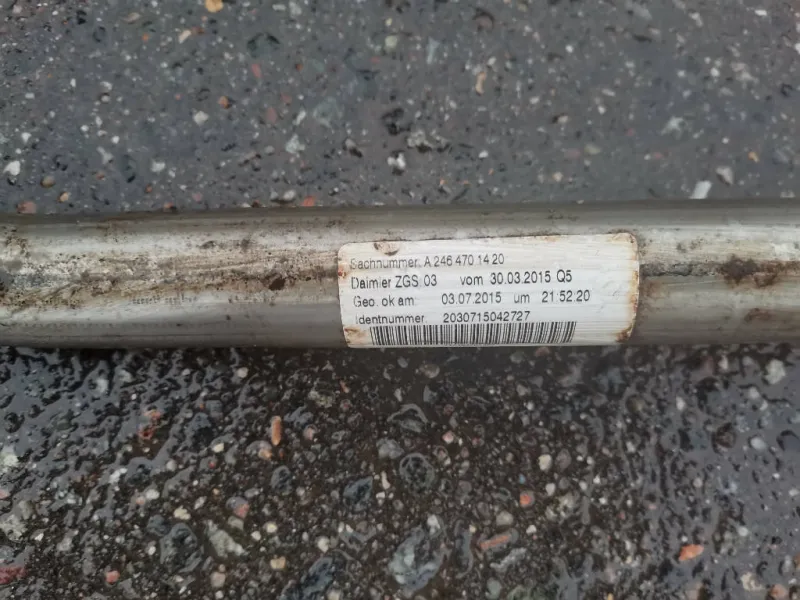 Sachnummer: A 246 470 14 20
Daimler ZGS: 03 vom 30.03.2015 Q5
Geo. ok am: 03.07.2015 um 21:52:20
Identnummer: 2030715042727